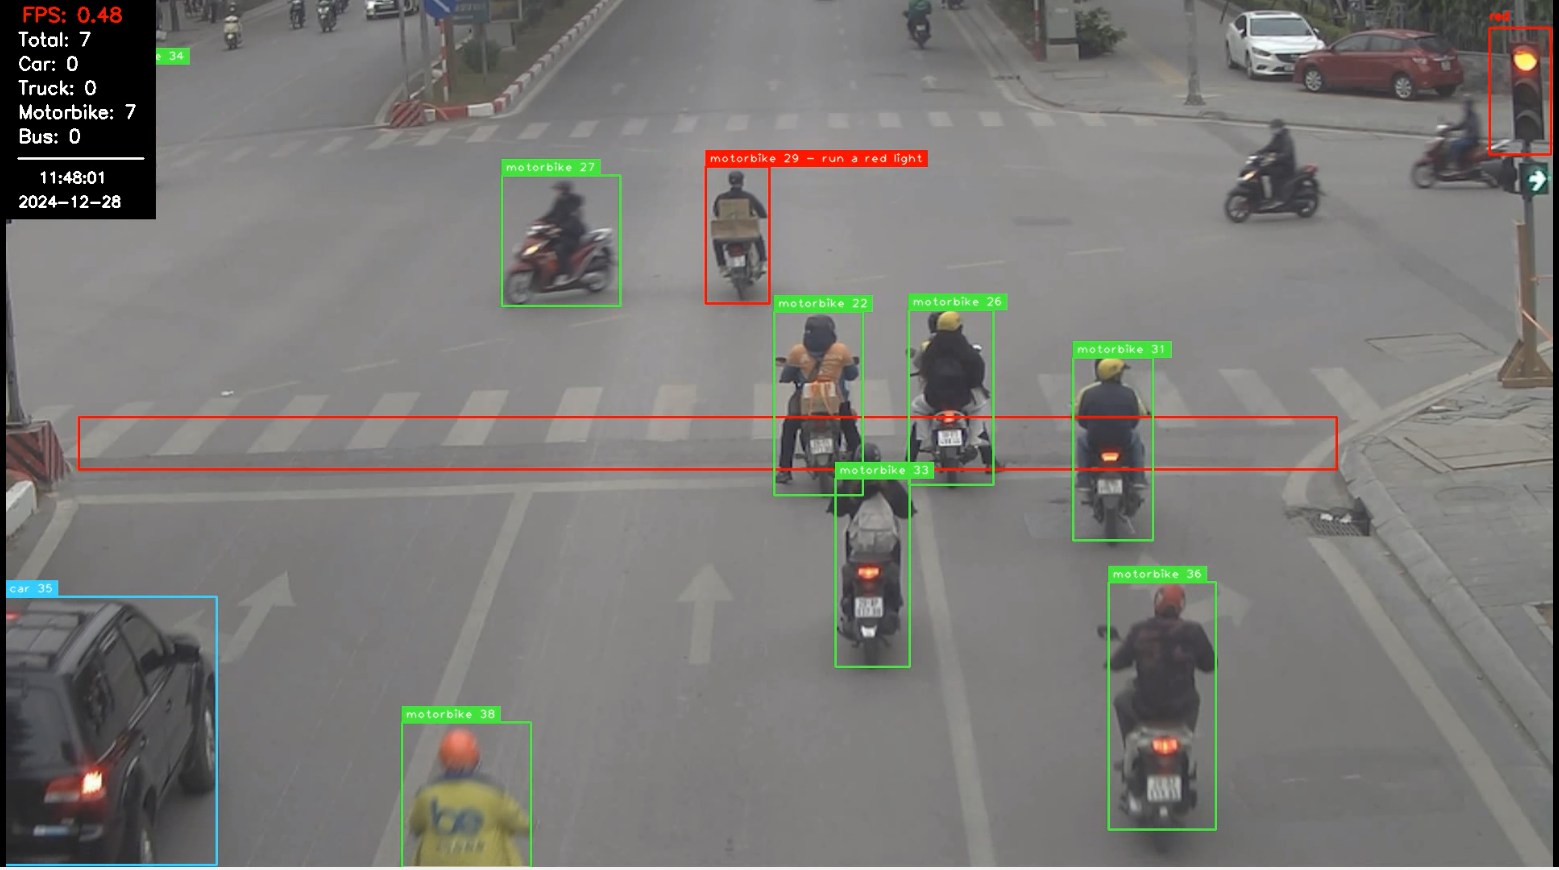 FPS: 0.48
Total: 7
Car: 0
Truck: 0
Motorbike: 7
Bus: 0
11:48:01
2024-12-28
e 34
red
motorbike 27
motorbike 29 - run a red light
motorbike 22
motorbike 26
motorbike 31
motorbike 33
car 35
motorbike 36
motorbike 38
be